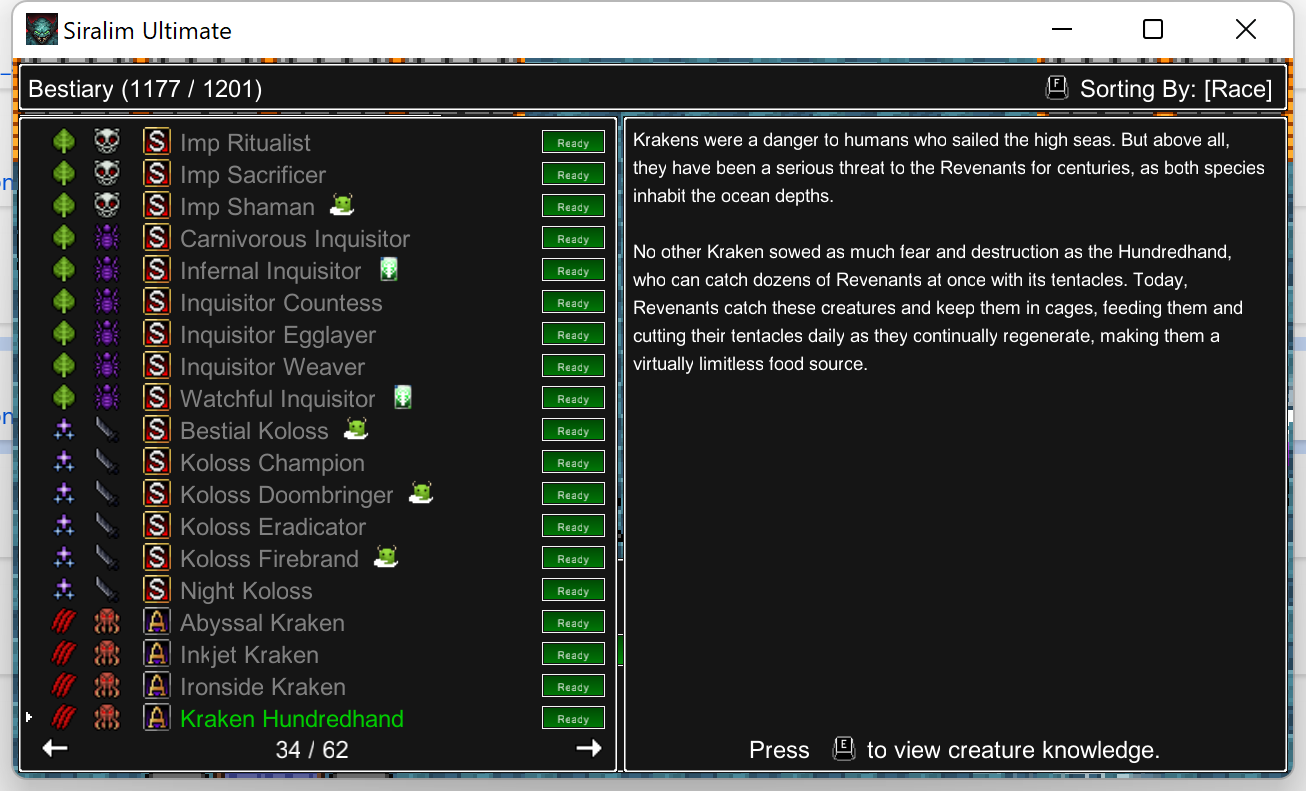 Siralim Ultimate
Bestiary (1177 / 1201)
F Sorting By: [Race]
S Imp Ritualist Ready
S Imp Sacrificer Ready
S Imp Shaman Ready
S Carnivorous Inquisitor Ready
S Infernal Inquisitor Ready
S Inquisitor Countess Ready
S Inquisitor Egglayer Ready
S Inquisitor Weaver Ready
S Watchful Inquisitor Ready
S Bestial Koloss Ready
S Koloss Champion Ready
S Koloss Doombringer Ready
S Koloss Eradicator Ready
S Koloss Firebrand Ready
S Night Koloss Ready
A Abyssal Kraken Ready
A Inkjet Kraken Ready
A Ironside Kraken Ready
A Kraken Hundredhand Ready
34 / 62
Krakens were a danger to humans who sailed the high seas. But above all,
they have been a serious threat to the Revenants for centuries, as both species
inhabit the ocean depths.
No other Kraken sowed as much fear and destruction as the Hundredhand,
who can catch dozens of Revenants at once with its tentacles. Today,
Revenants catch these creatures and keep them in cages, feeding them and
cutting their tentacles daily as they continually regenerate, making them a
virtually limitless food source.
Press E to view creature knowledge.